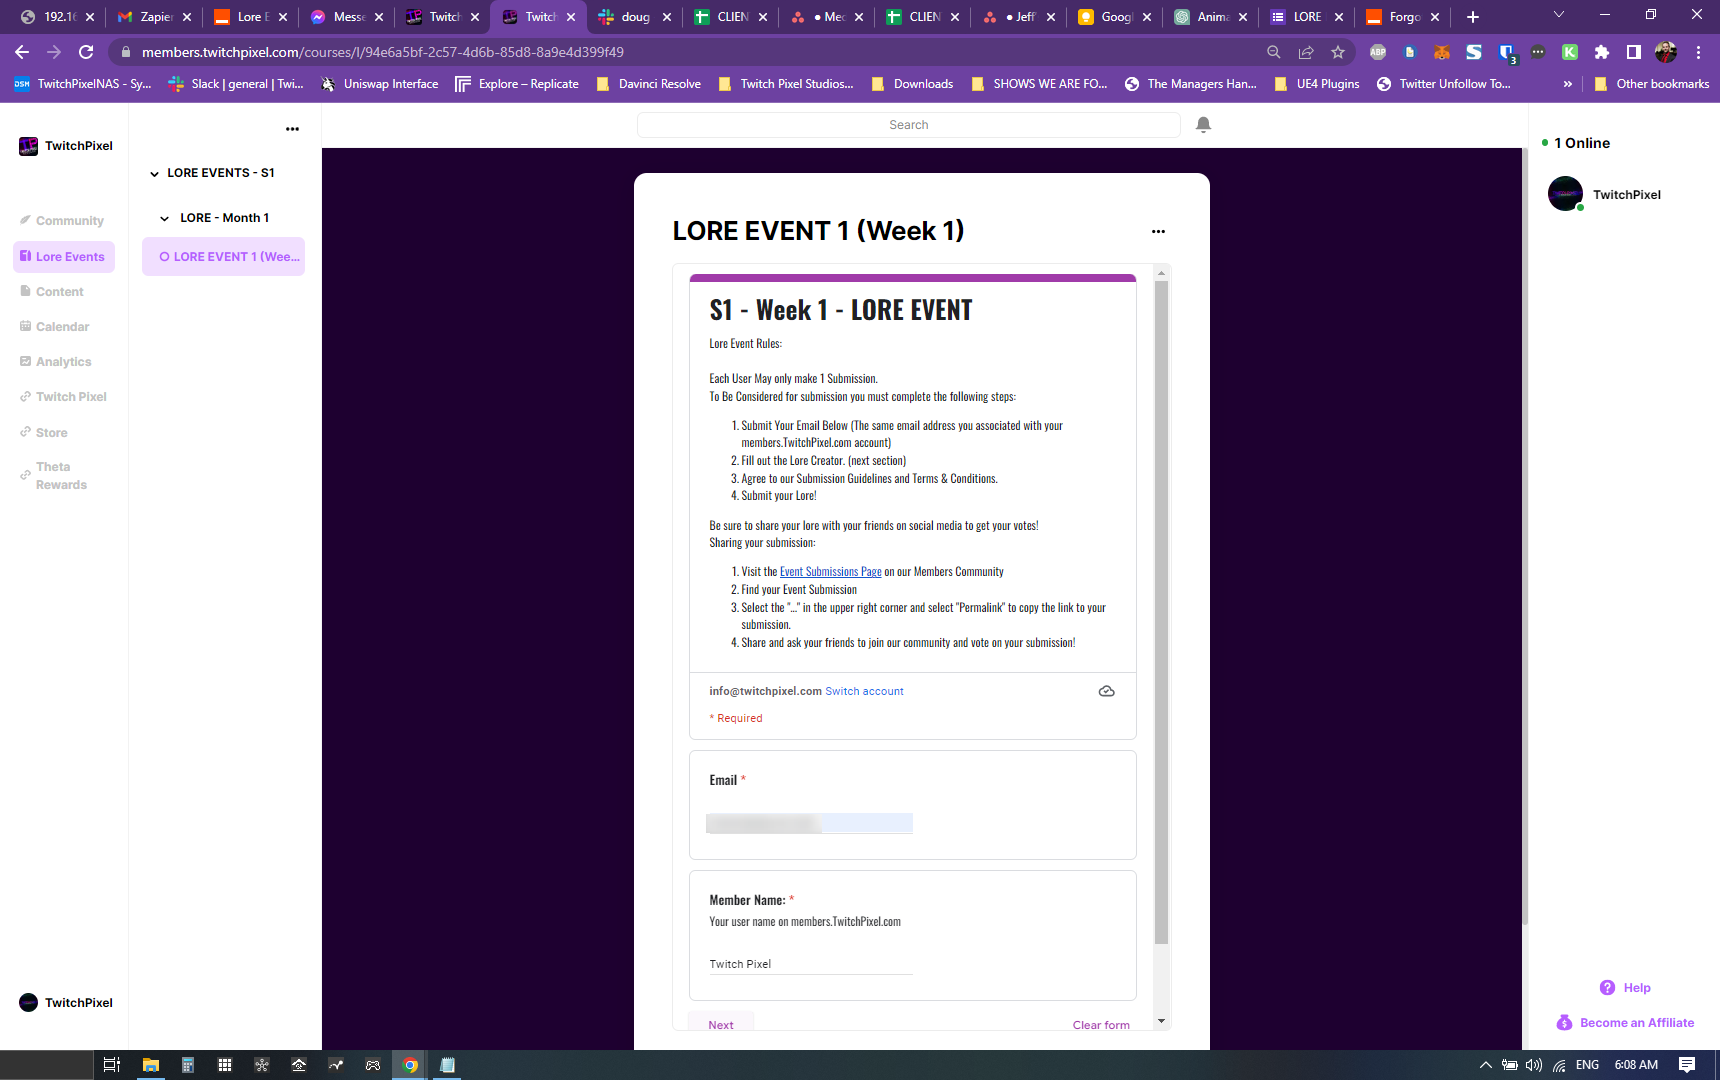 192.16
Zapier
Lore E
Messe
Twitch
Twitch
doug
CLIEN
• Mec
CLIEN
• Jeff
Goog
Anima
LORE
Forgo
members.twitchpixel.com/courses/l/94e6a5bf-2c57-4d6b-85d8-8a9e4d399f49
ABP
3
DSM TwitchPixelNAS - Sy...
Slack | general | Twi...
Uniswap Interface
Explore – Replicate
Davinci Resolve
Twitch Pixel Studios...
Downloads
SHOWS WE ARE FO...
The Managers Han...
UE4 Plugins
Twitter Unfollow To...
»
Other bookmarks
TwitchPixel
Community
Lore Events
Content
Calendar
Analytics
Twitch Pixel
Store
Theta
Rewards
TwitchPixel
LORE EVENTS - S1
LORE - Month 1
LORE EVENT 1 (Wee...
Search
LORE EVENT 1 (Week 1)
S1 - Week 1 - LORE EVENT
Lore Event Rules:
Each User May only make 1 Submission.
To Be Considered for submission you must complete the following steps:
1. Submit Your Email Below (The same email address you associated with your
members.TwitchPixel.com account)
2. Fill out the Lore Creator. (next section)
3. Agree to our Submission Guidelines and Terms & Conditions.
4. Submit your Lore!
Be sure to share your lore with your friends on social media to get your votes!
Sharing your submission:
1. Visit the Event Submissions Page on our Members Community
2. Find your Event Submission
3. Select the "..." in the upper right corner and select "Permalink" to copy the link to your
submission.
4. Share and ask your friends to join our community and vote on your submission!
info@twitchpixel.com Switch account
* Required
Email *
Member Name: *
Your user name on members.TwitchPixel.com
Twitch Pixel
Next
Clear form
1 Online
TwitchPixel
Help
Become an Affiliate
ENG
6:08 AM